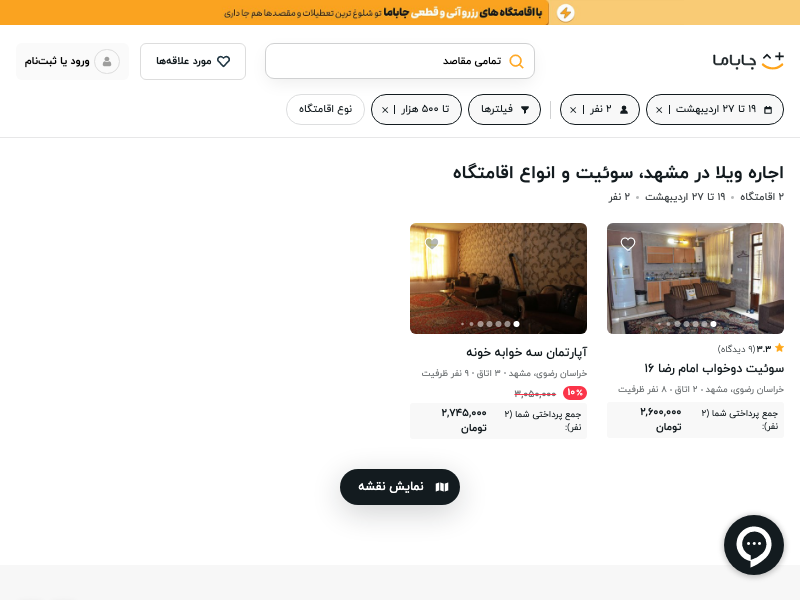 با اقامتگاه های رزرو آنی و قطعی جاباما تو شلوغ ترین تعطیلات و مقصدها هم جا داری
جاباما
تمامی مقاصد
مورد علاقه‌ها
ورود یا ثبت‌نام
۱۹ تا ۲۷ اردیبهشت | ×
۲ نفر | ×
فیلترها
تا ۵۰۰ هزار | ×
نوع اقامتگاه
اجاره ویلا در مشهد، سوئیت و انواع اقامتگاه
۲ اقامتگاه • ۱۹ تا ۲۷ اردیبهشت • ۲ نفر
۳.۳ (۹ دیدگاه)
سوئیت دوخواب امام رضا ۱۶
خراسان رضوی، مشهد - ۲ اتاق - ۸ نفر ظرفیت
جمع پرداختی شما (۲ نفر):
۲,۶۰۰,۰۰۰ تومان
آپارتمان سه خوابه خونه
خراسان رضوی، مشهد - ۳ اتاق - ۹ نفر ظرفیت
۱۰٪ ۳,۰۵۰,۰۰۰
جمع پرداختی شما (۲ نفر):
۲,۷۴۵,۰۰۰ تومان
نمایش نقشه